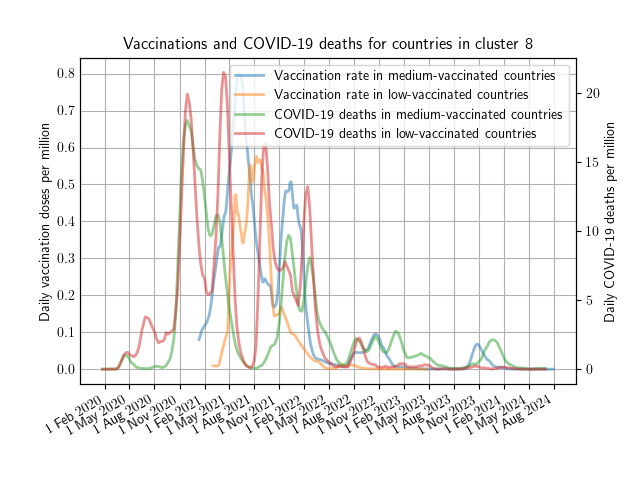 Vaccinations and COVID-19 deaths for countries in cluster 8
Vaccination rate in medium-vaccinated countries
Vaccination rate in low-vaccinated countries
COVID-19 deaths in medium-vaccinated countries
COVID-19 deaths in low-vaccinated countries
Daily vaccination doses per million
0.8
0.7
0.6
0.5
0.4
0.3
0.2
0.1
0.0
20
15
10
5
0
Daily COVID-19 deaths per million
1 Feb 2020
1 May 2020
1 Aug 2020
1 Nov 2020
1 Feb 2021
1 May 2021
1 Aug 2021
1 Nov 2021
1 Feb 2022
1 May 2022
1 Aug 2022
1 Nov 2022
1 Feb 2023
1 May 2023
1 Aug 2023
1 Nov 2023
1 Feb 2024
1 May 2024
1 Aug 2024